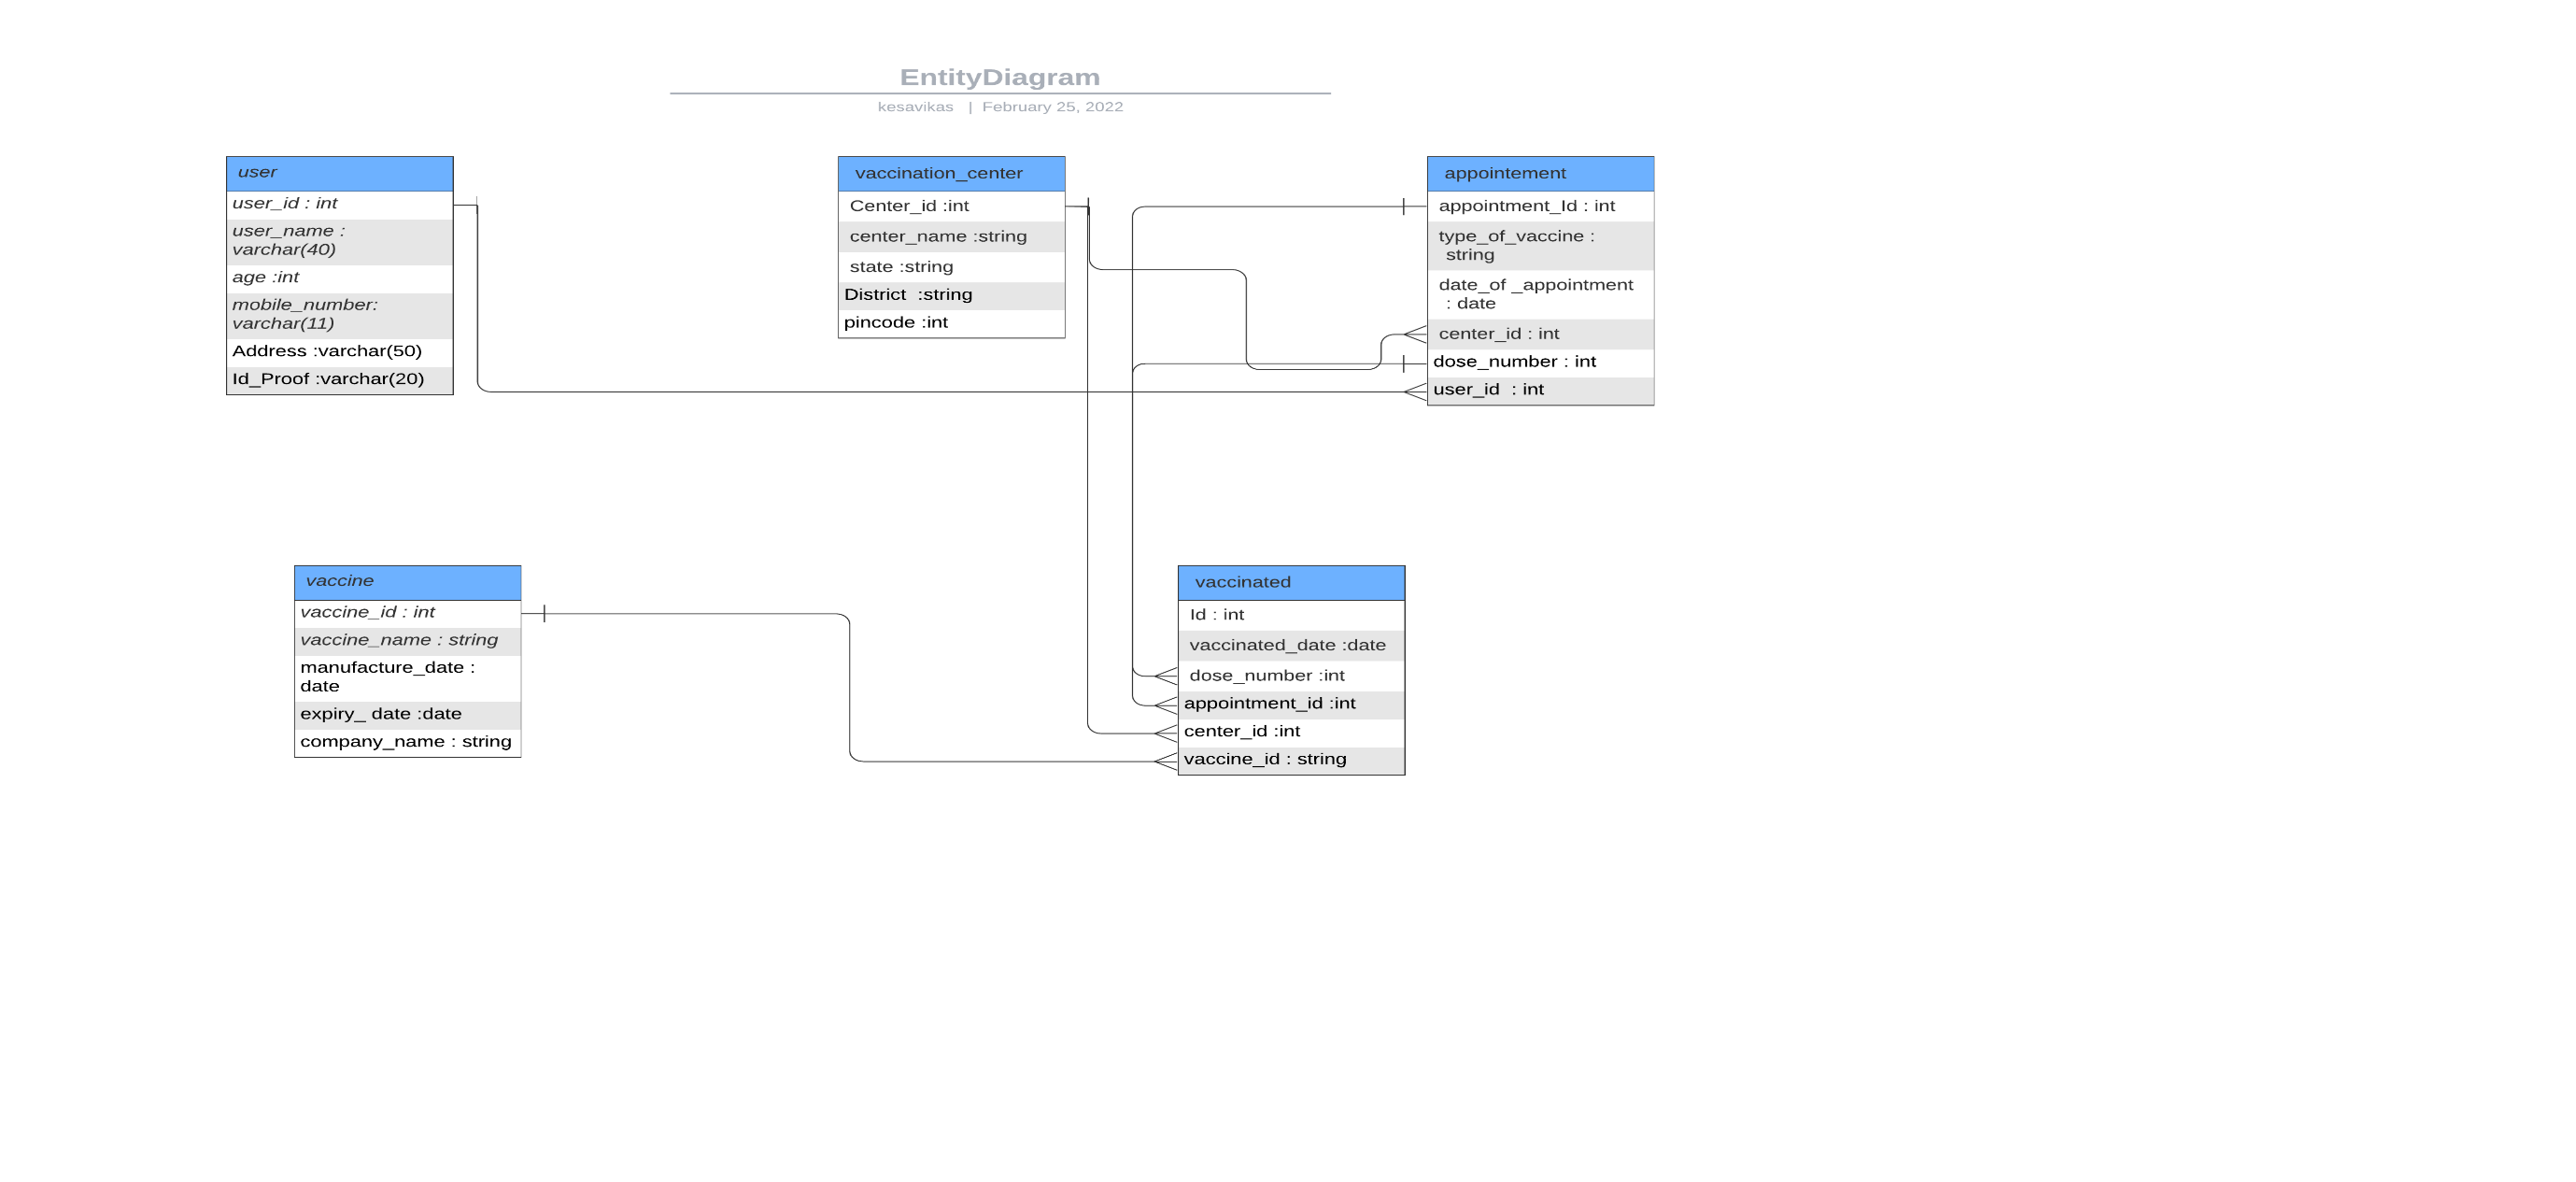 EntityDiagram
kesavikas | February 25, 2022
user
user_id : int
user_name :
varchar(40)
age :int
mobile_number:
varchar(11)
Address :varchar(50)
Id_Proof :varchar(20)
vaccination_center
Center_id :int
center_name :string
state :string
District :string
pincode :int
appointement
appointment_Id : int
type_of_vaccine :
string
date_of _appointment
: date
center_id : int
dose_number : int
user_id : int
vaccine
vaccine_id : int
vaccine_name : string
manufacture_date :
date
expiry_ date :date
company_name : string
vaccinated
Id : int
vaccinated_date :date
dose_number :int
appointment_id :int
center_id :int
vaccine_id : string